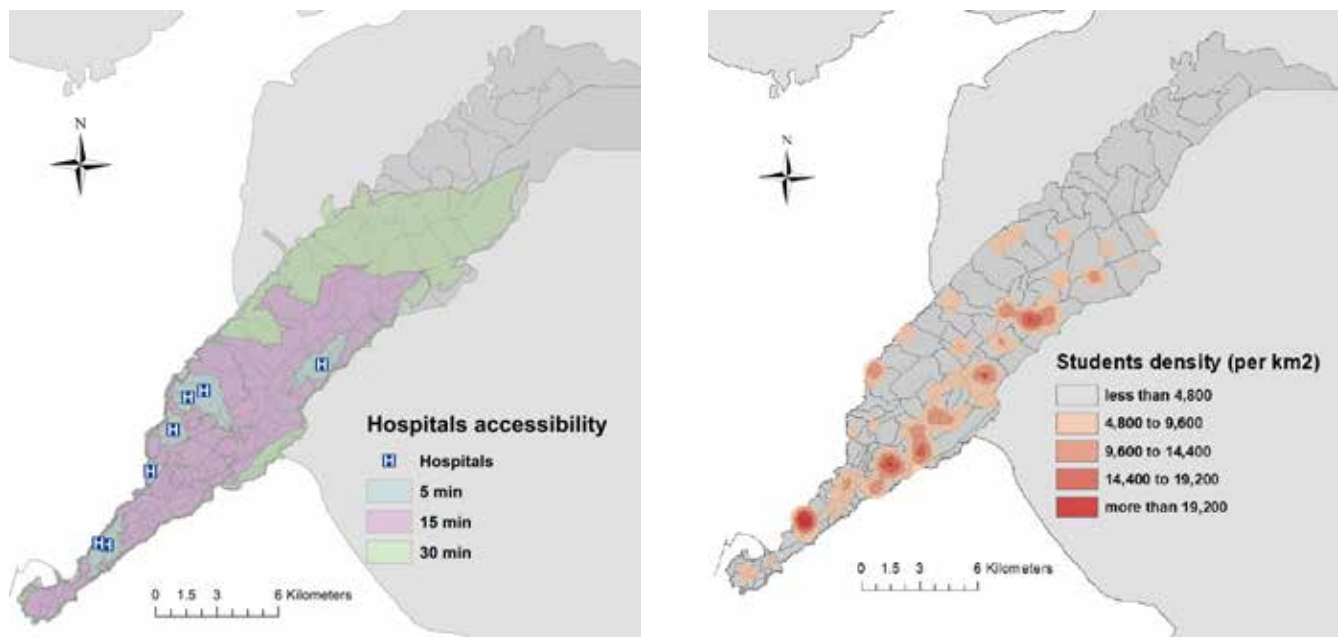 N
Hospitals accessibility
H Hospitals
5 min
15 min
30 min
0 1.5 3 6 Kilometers
H
H
H
H
H
HH
N
Students density (per km2)
less than 4,800
4,800 to 9,600
9,600 to 14,400
14,400 to 19,200
more than 19,200
0 1.5 3 6 Kilometers